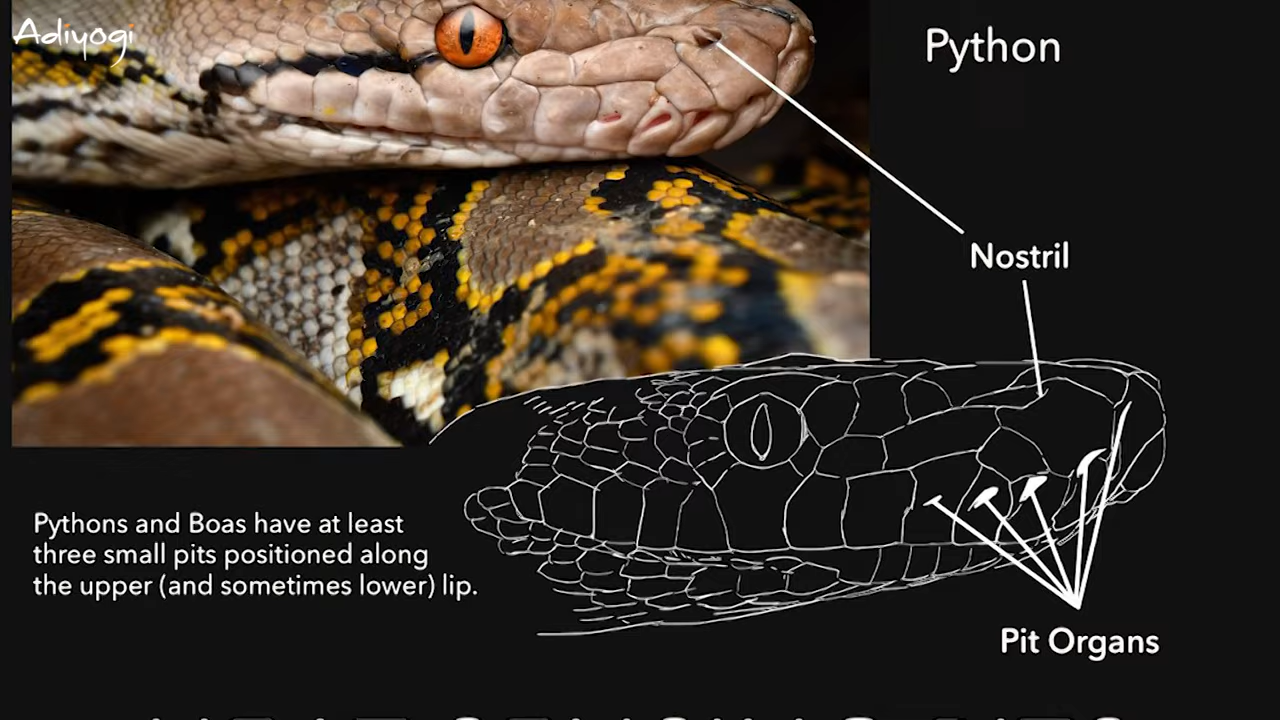 Adiyogi
Python
Nostril
Pythons and Boas have at least
three small pits positioned along
the upper (and sometimes lower) lip.
Pit Organs